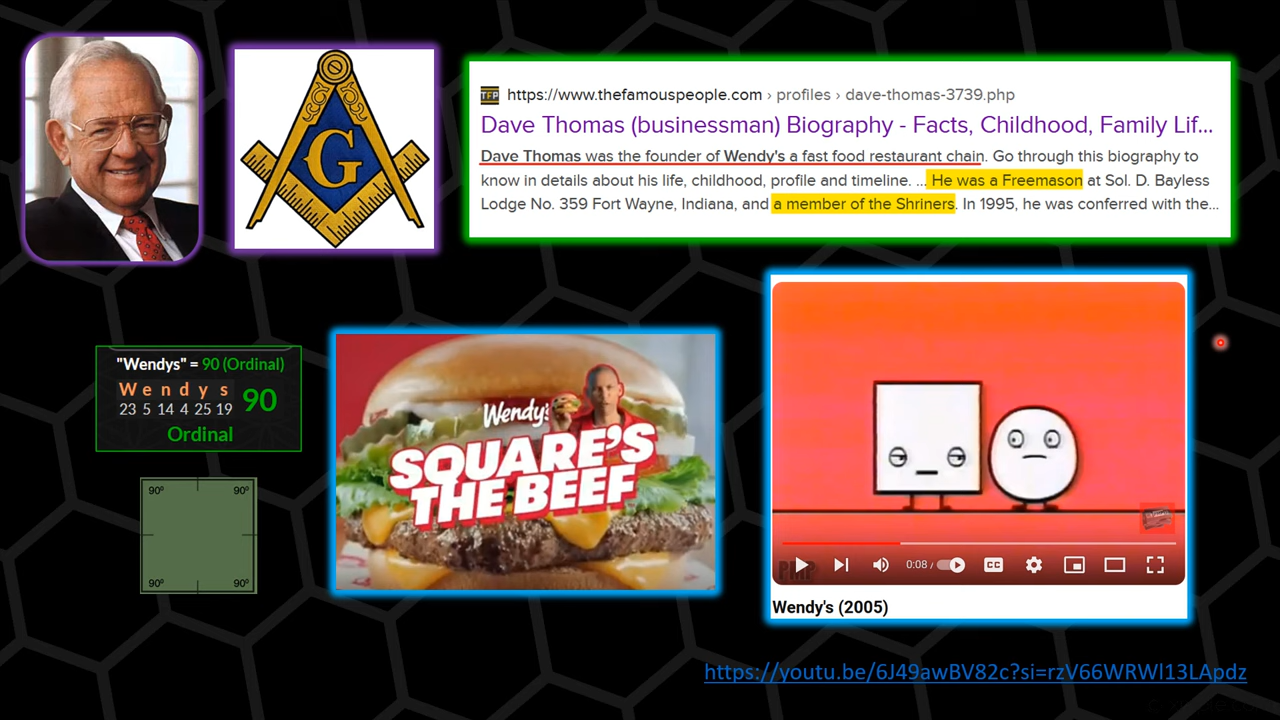 G
https://www.thefamouspeople.com › profiles › dave-thomas-3739.php
Dave Thomas (businessman) Biography - Facts, Childhood, Family Lif...
Dave Thomas was the founder of Wendy's a fast food restaurant chain. Go through this biography to
know in details about his life, childhood, profile and timeline. ... He was a Freemason at Sol. D. Bayless
Lodge No. 359 Fort Wayne, Indiana, and a member of the Shriners. In 1995, he was conferred with the...
"Wendys" = 90 (Ordinal)
W e n d y s
23 5 14 4 25 19
90
Ordinal
90º 90º
90º 90º
Wendy's
SQUARE'S
THE BEEF
0:08 /
CC
Wendy's (2005)
https://youtu.be/6J49awBV82c?si=rzV66WRWl13LApdz